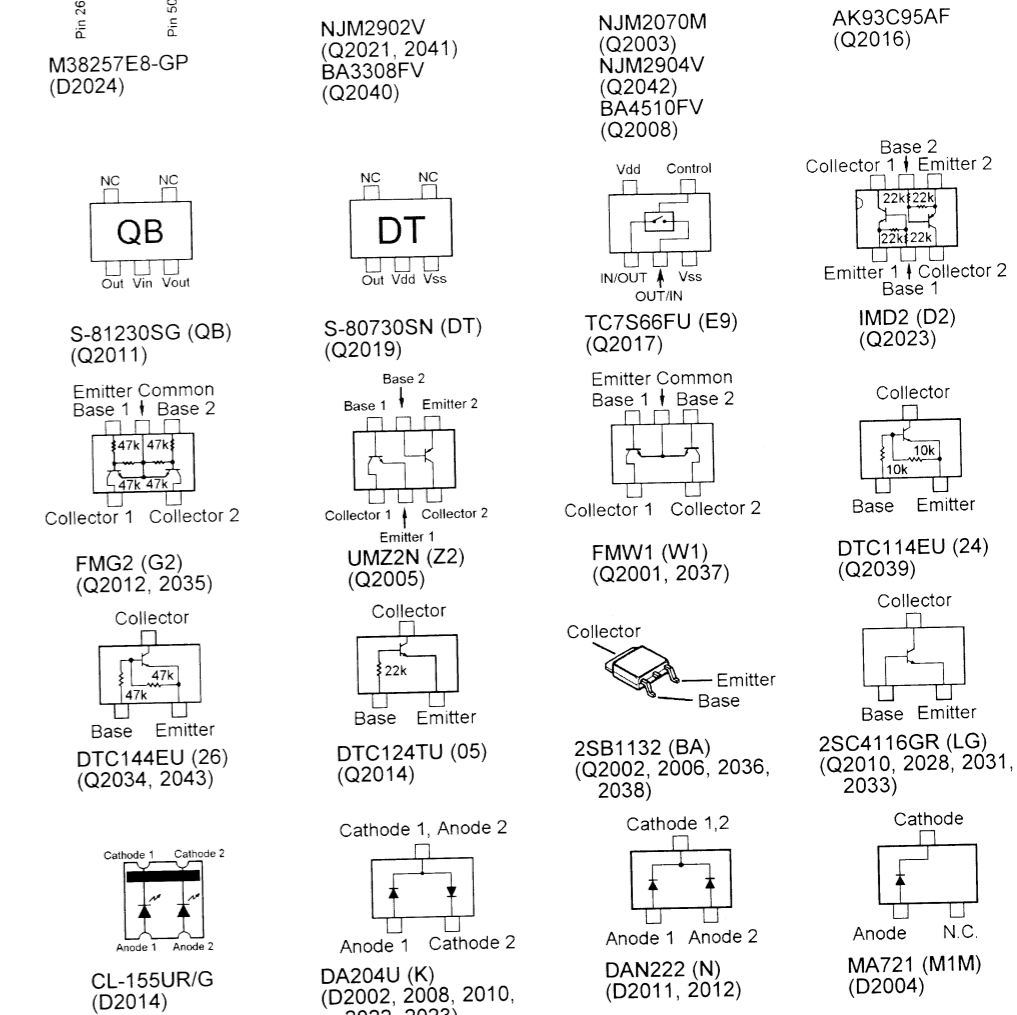 Pin 26
Pin 50
M38257E8-GP
(D2024)
NJM2902V
(Q2021, 2041)
BA3308FV
(Q2040)
NJM2070M
(Q2003)
NJM2904V
(Q2042)
BA4510FV
(Q2008)
AK93C95AF
(Q2016)
NC NC
QB
Out Vin Vout
S-81230SG (QB)
(Q2011)
NC NC
DT
Out Vdd Vss
S-80730SN (DT)
(Q2019)
Vdd Control
IN/OUT Vss
OUT/IN
TC7S66FU (E9)
(Q2017)
Base 2
Collector 1 Emitter 2
22k 22k
22k 22k
Emitter 1 Collector 2
Base 1
IMD2 (D2)
(Q2023)
Emitter Common
Base 1 Base 2
47k 47k
47k 47k
Collector 1 Collector 2
FMG2 (G2)
(Q2012, 2035)
Base 2
Base 1 Emitter 2
Collector 1 Collector 2
Emitter 1
UMZ2N (Z2)
(Q2005)
Emitter Common
Base 1 Base 2
Collector 1 Collector 2
FMW1 (W1)
(Q2001, 2037)
Collector
10k
10k
Base Emitter
DTC114EU (24)
(Q2039)
Collector
47k
47k
Base Emitter
DTC144EU (26)
(Q2034, 2043)
Collector
22k
Base Emitter
DTC124TU (05)
(Q2014)
Collector
Emitter
Base
2SB1132 (BA)
(Q2002, 2006, 2036,
2038)
Collector
Base Emitter
2SC4116GR (LG)
(Q2010, 2028, 2031,
2033)
Cathode 1 Cathode 2
Anode 1 Anode 2
CL-155UR/G
(D2014)
Cathode 1, Anode 2
Anode 1 Cathode 2
DA204U (K)
(D2002, 2008, 2010,
2022, 2023)
Cathode 1,2
Anode 1 Anode 2
DAN222 (N)
(D2011, 2012)
Cathode
Anode N.C.
MA721 (M1M)
(D2004)